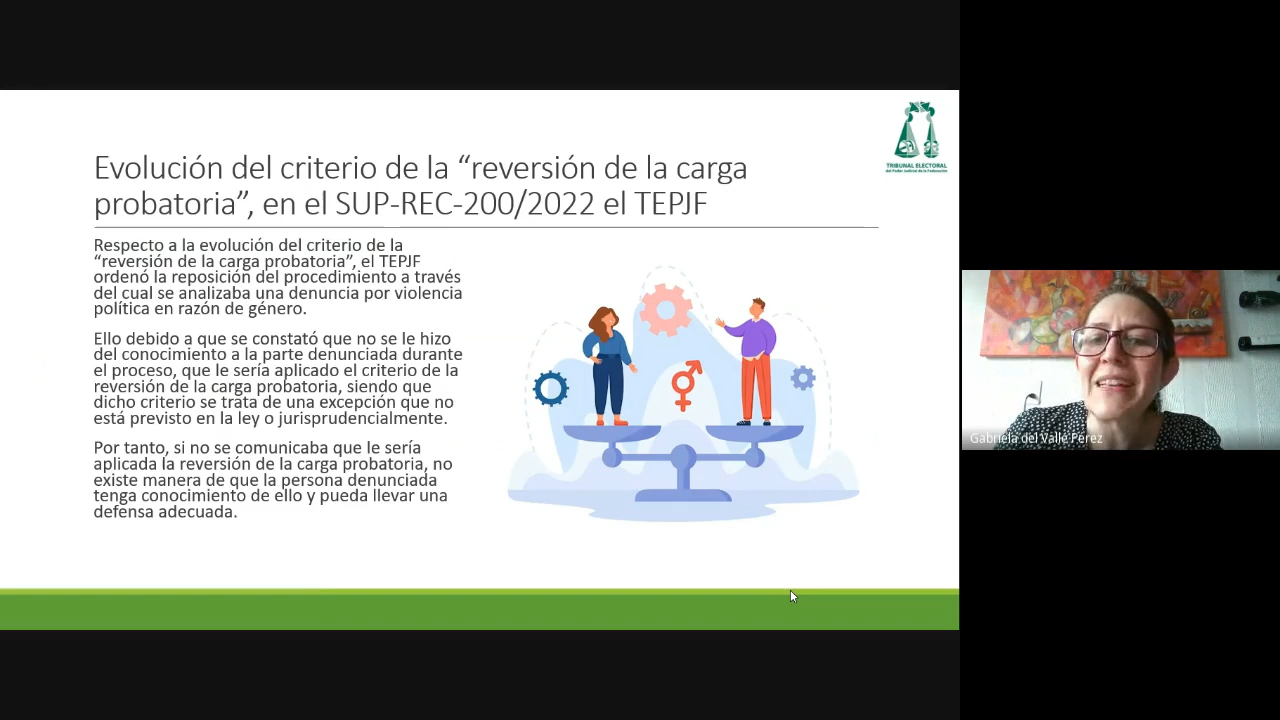 TRIBUNAL ELECTORAL
del Poder Judicial de la Federación
Evolución del criterio de la “reversión de la carga
probatoria”, en el SUP-REC-200/2022 el TEPJF
Respecto a la evolución del criterio de la
“reversión de la carga probatoria”, el TEPJF
ordenó la reposición del procedimiento a través
del cual se analizaba una denuncia por violencia
política en razón de género.
Ello debido a que se constató que no se le hizo
del conocimiento a la parte denunciada durante
el proceso, que le sería aplicado el criterio de la
reversión de la carga probatoria, siendo que
dicho criterio se trata de una excepción que no
está previsto en la ley o jurisprudencialmente.
Por tanto, si no se comunicaba que le sería
aplicada la reversión de la carga probatoria, no
existe manera de que la persona denunciada
tenga conocimiento de ello y pueda llevar una
defensa adecuada.
Gabriela del Valle Pérez